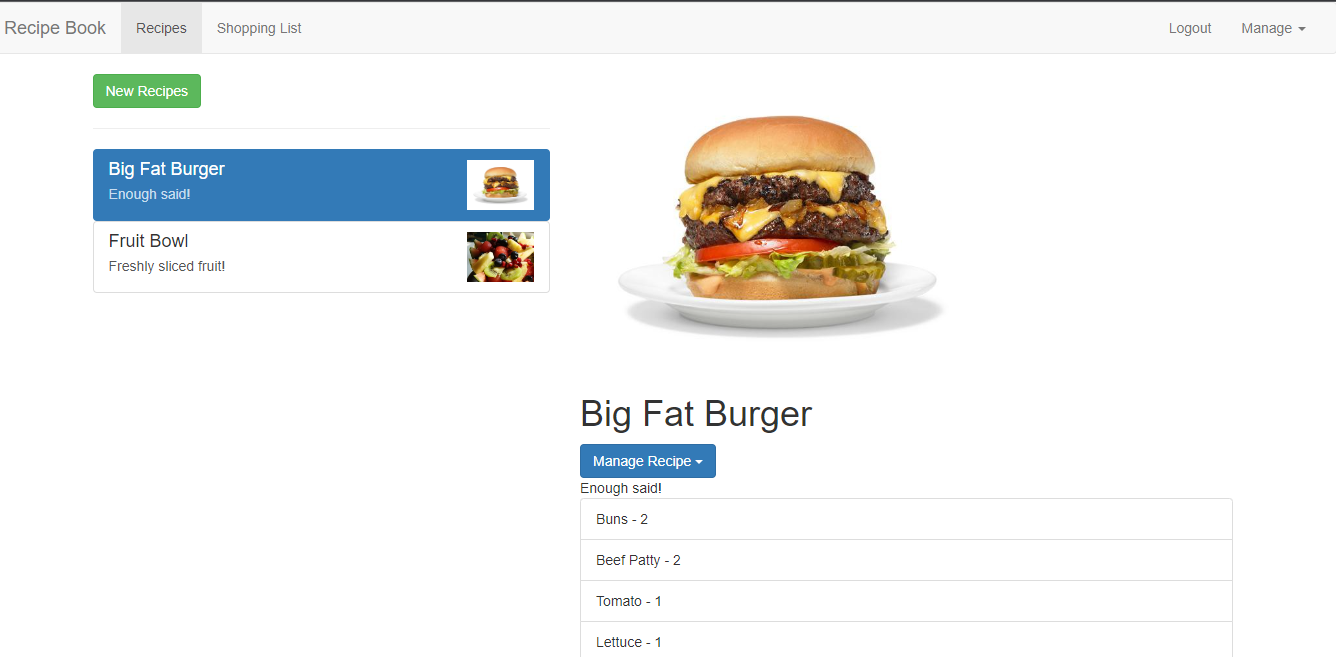 Recipe Book Recipes Shopping List Logout Manage
New Recipes
Big Fat Burger
Enough said!
Fruit Bowl
Freshly sliced fruit!
Big Fat Burger
Manage Recipe
Enough said!
Buns - 2
Beef Patty - 2
Tomato - 1
Lettuce - 1